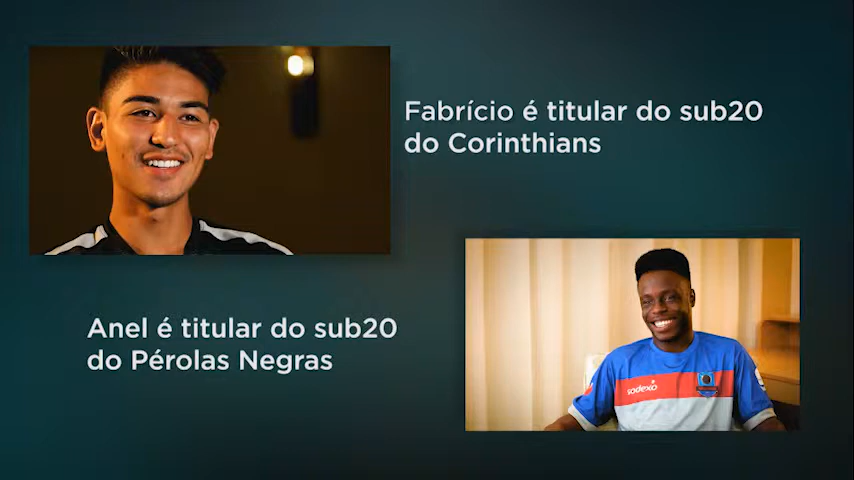 Fabrício é titular do sub20
do Corinthians
Anel é titular do sub20
do Pérolas Negras
sodexo